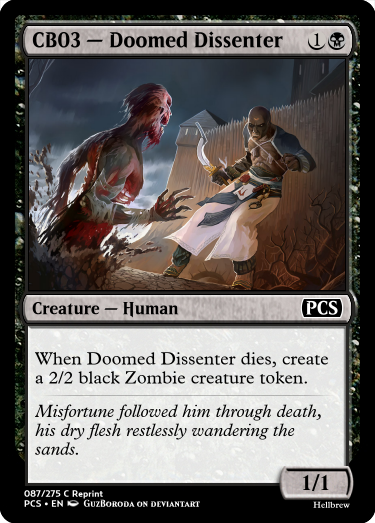 CB03 — Doomed Dissenter 1
Creature — Human PCS
When Doomed Dissenter dies, create
a 2/2 black Zombie creature token.
Misfortune followed him through death,
his dry flesh restlessly wandering the
sands.
1/1
087/275 C Reprint
PCS • EN GuzBoroda on deviantart
Hellbrew